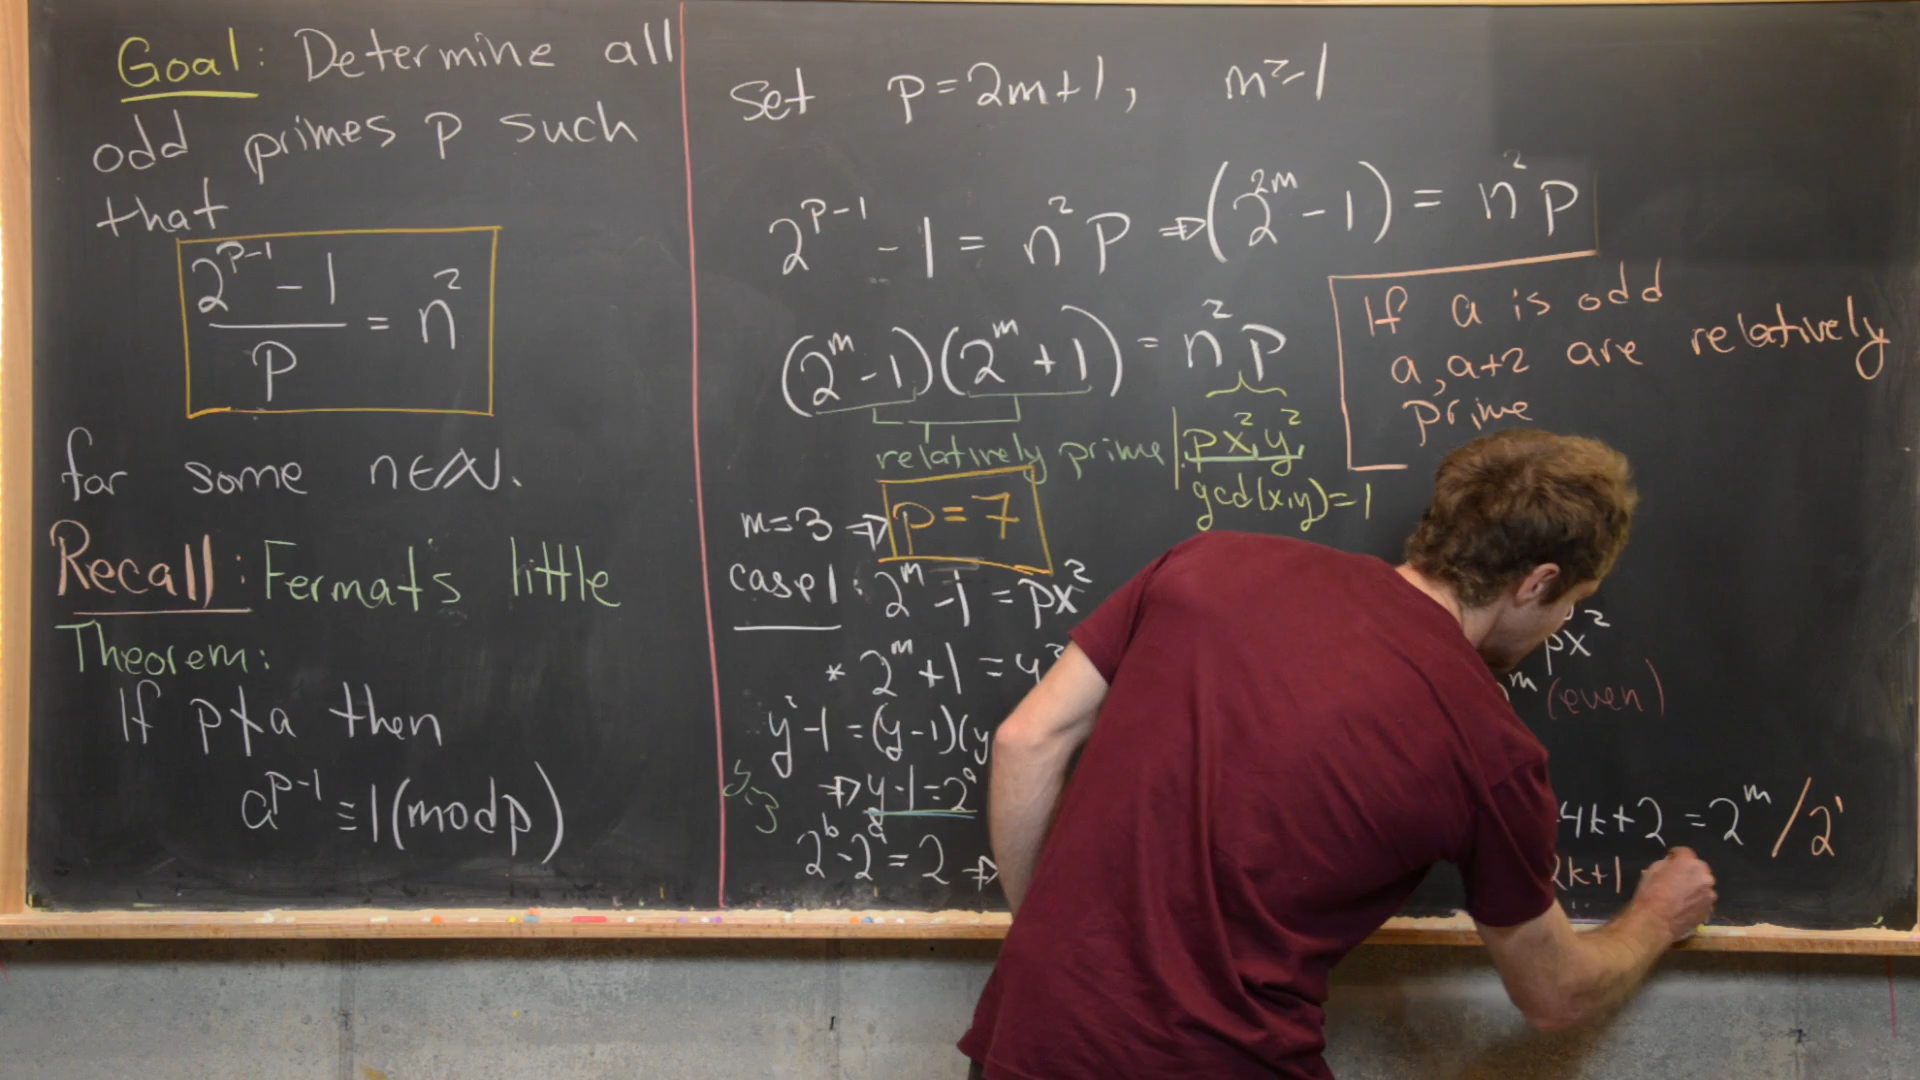 Goal: Determine all
odd primes p such
that
(2^(p-1) - 1)/p = n²
for some n∈ℕ.
Recall: Fermat's little
Theorem:
If p∤a then
a^(p-1) ≡ 1 (mod p)
Set p = 2m+1, m≥1
2^(p-1) - 1 = n²p ⇒ (2^(2m) - 1) = n²p
(2^m - 1)(2^m + 1) = n²p
relatively prime | px², y²
gcd(x,y)=1
If a is odd
a, a+2 are relatively
prime
m=3 ⇒ p=7
case 1: 2^m - 1 = px²
* 2^m + 1 = y²
y² - 1 = (y-1)(y
⇒ y-1 = 2^a
2^b - 2^a = 2 ⇒
px²
m (even)
4k+2 = 2^m / 2¹
2k+1